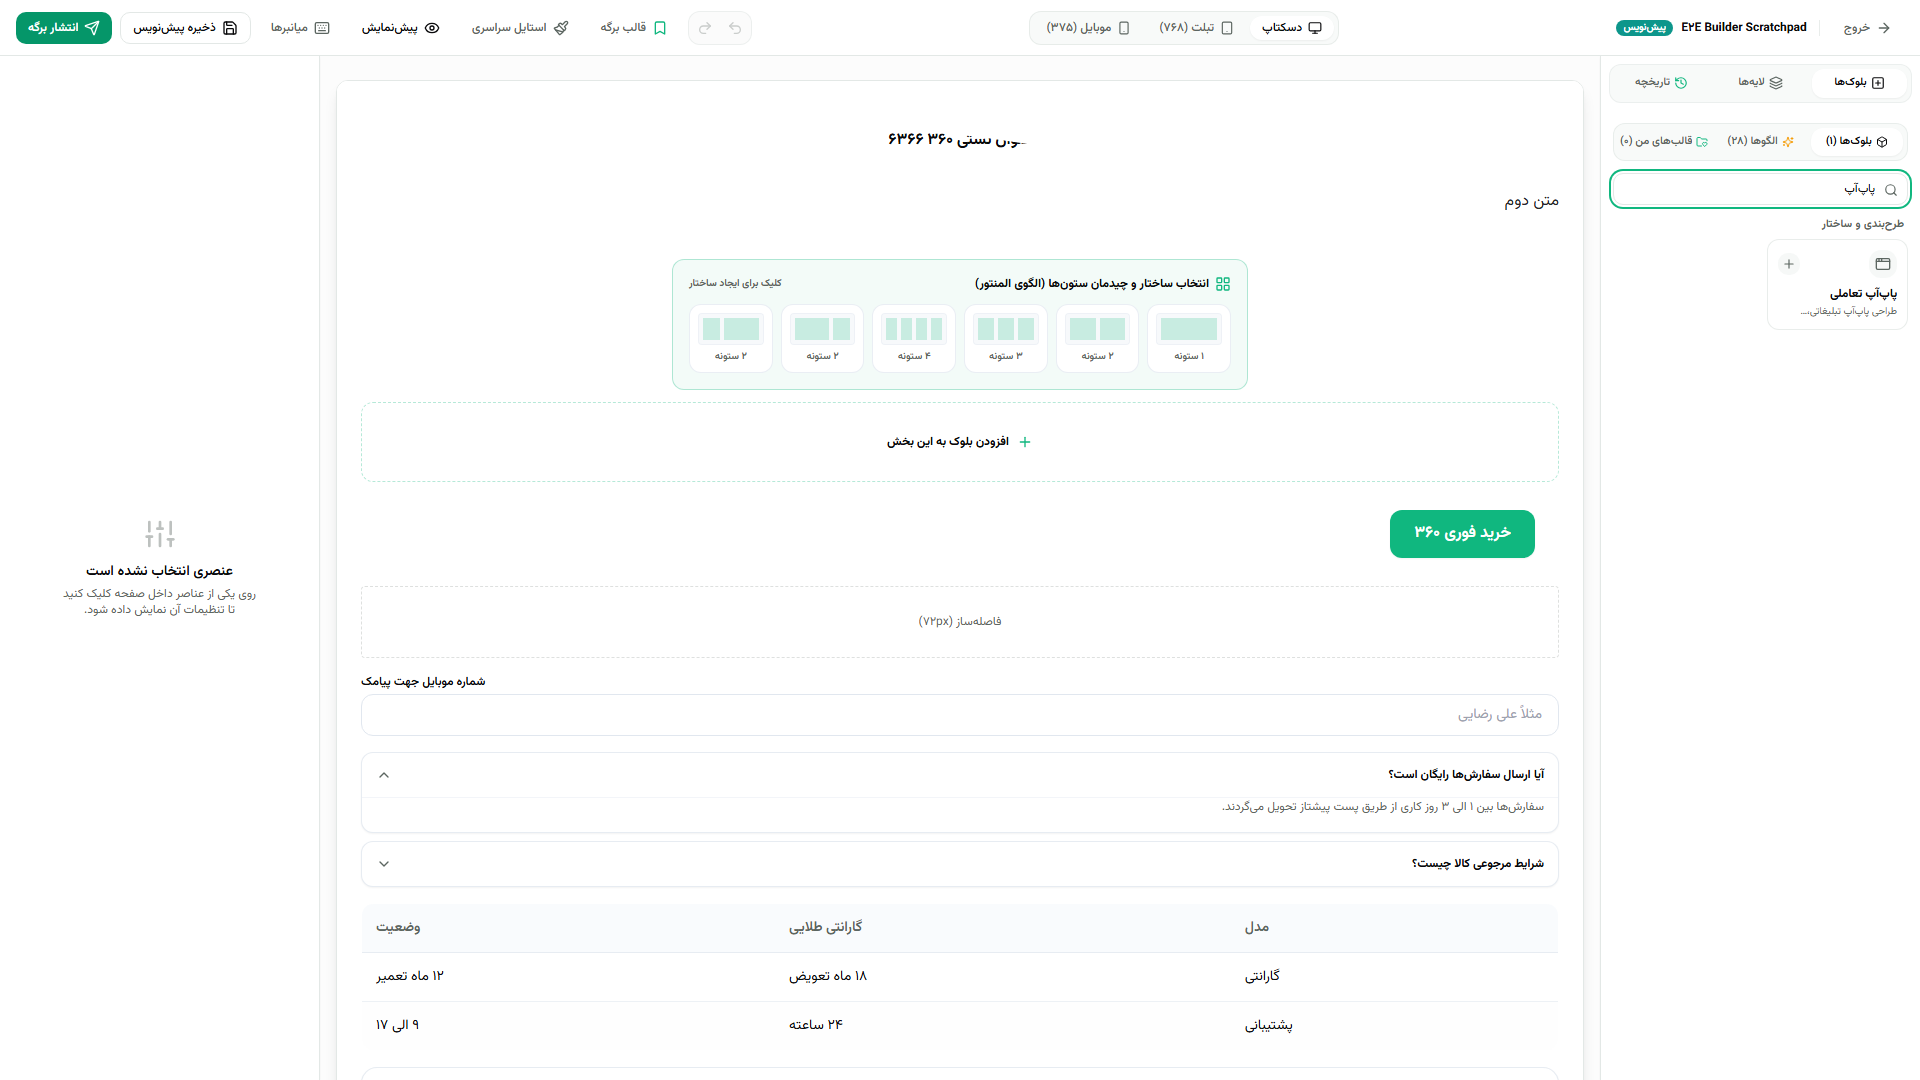 خروج
E2E Builder Scratchpad
پیش‌نویس
دسکتاپ
تبلت (۷۶۸)
موبایل (۳۷۵)
قالب برگه
استایل سراسری
پیش‌نمایش
میانبرها
ذخیره پیش‌نویس
انتشار برگه
بلوک‌ها
لایه‌ها
تاریخچه
بلوک‌ها (۱)
الگوها (۲۸)
قالب‌های من (۰)
پاپ‌آپ
طرح‌بندی و ساختار
پاپ‌آپ تعاملی
طراحی پاپ‌آپ تبلیغاتی،...
تستی ۳۶۰ ۶۳۶۶
متن دوم
انتخاب ساختار و چیدمان ستون‌ها (الگوی المنتور)
کلیک برای ایجاد ساختار
۱ ستونه
۲ ستونه
۳ ستونه
۴ ستونه
۲ ستونه
۲ ستونه
افزودن بلوک به این بخش
خرید فوری ۳۶۰
فاصله‌ساز (۷۲px)
شماره موبایل جهت پیامک
مثلاً علی رضایی
آیا ارسال سفارش‌ها رایگان است؟
سفارش‌ها بین ۱ الی ۳ روز کاری از طریق پست پیشتاز تحویل می‌گردند.
شرایط مرجوعی کالا چیست؟
مدل
گارانتی طلایی
وضعیت
گارانتی
۱۸ ماه تعویض
۱۲ ماه تعمیر
پشتیبانی
۲۴ ساعته
۹ الی ۱۷
عنصری انتخاب نشده است
روی یکی از عناصر داخل صفحه کلیک کنید
تا تنظیمات آن نمایش داده شود.